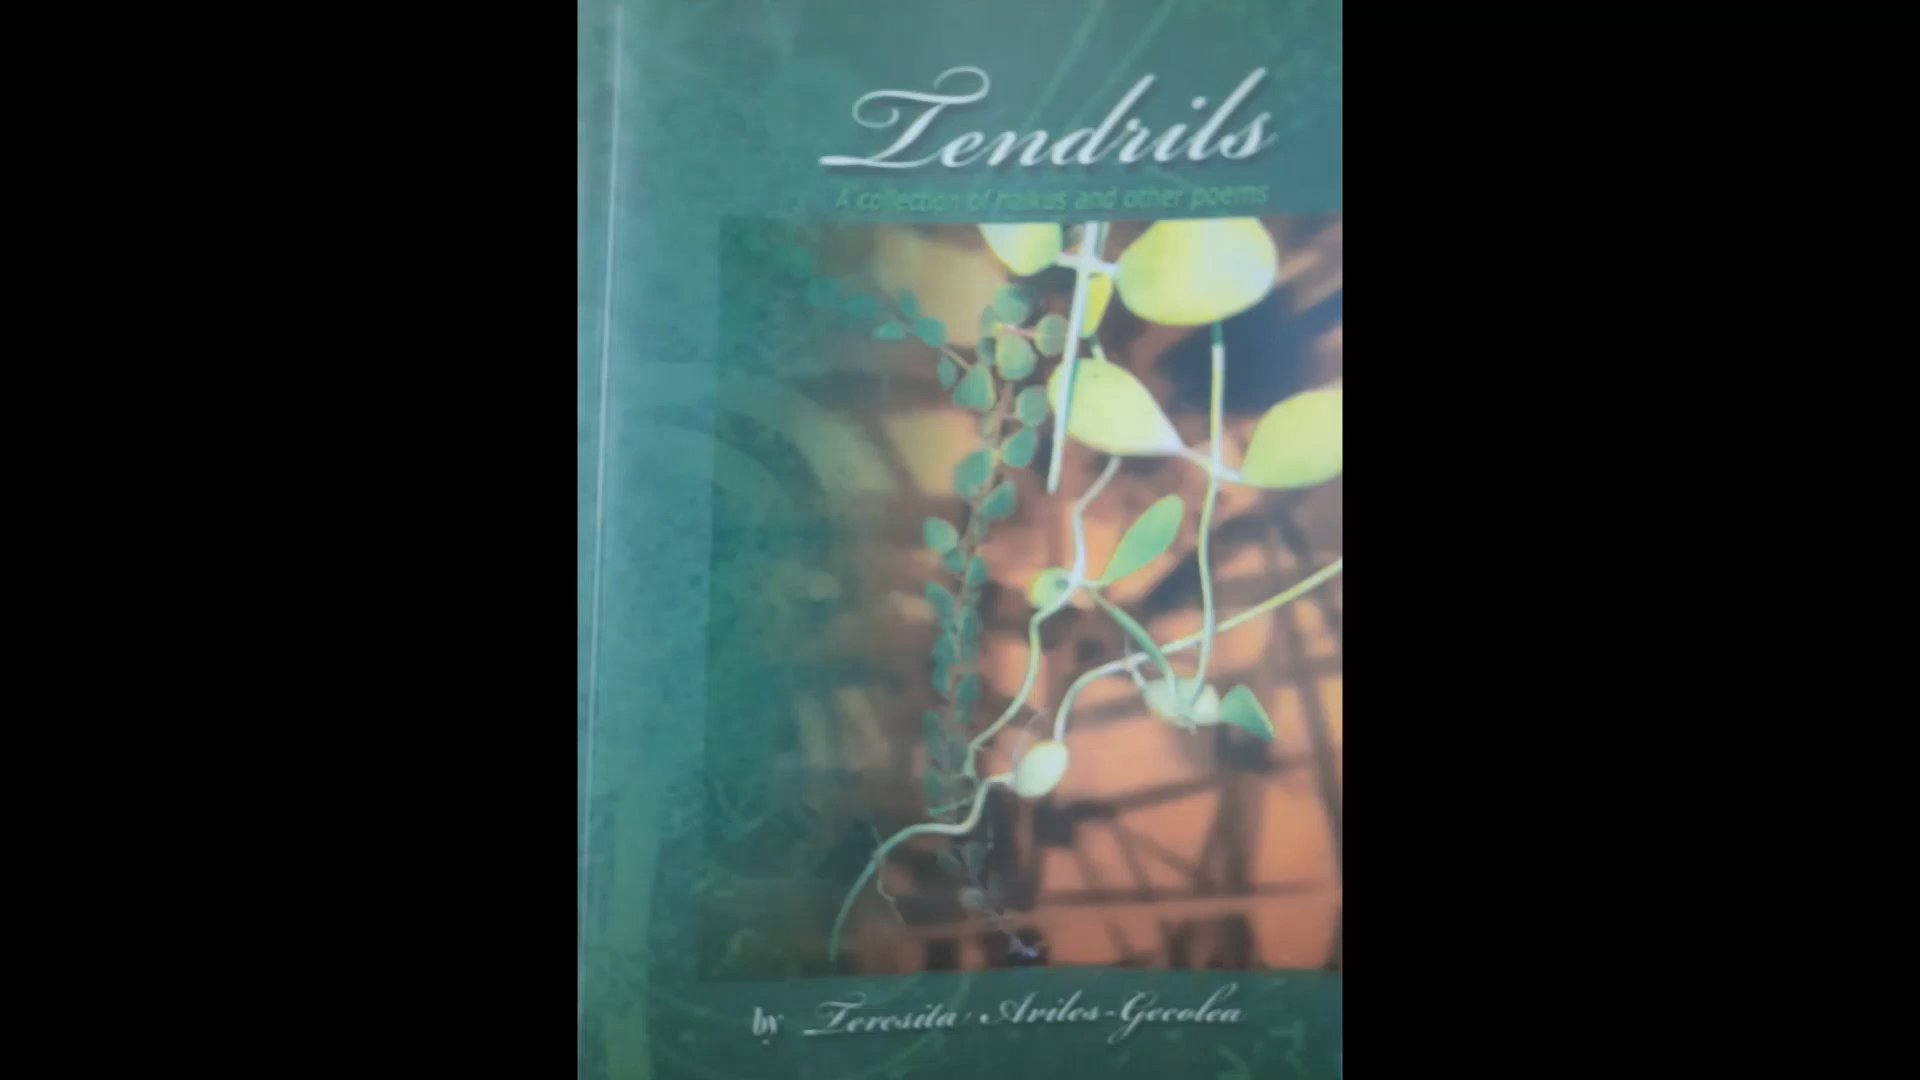 Tendrils
A collection of haikus and other poems
by Teresita Aviles-Gecolea